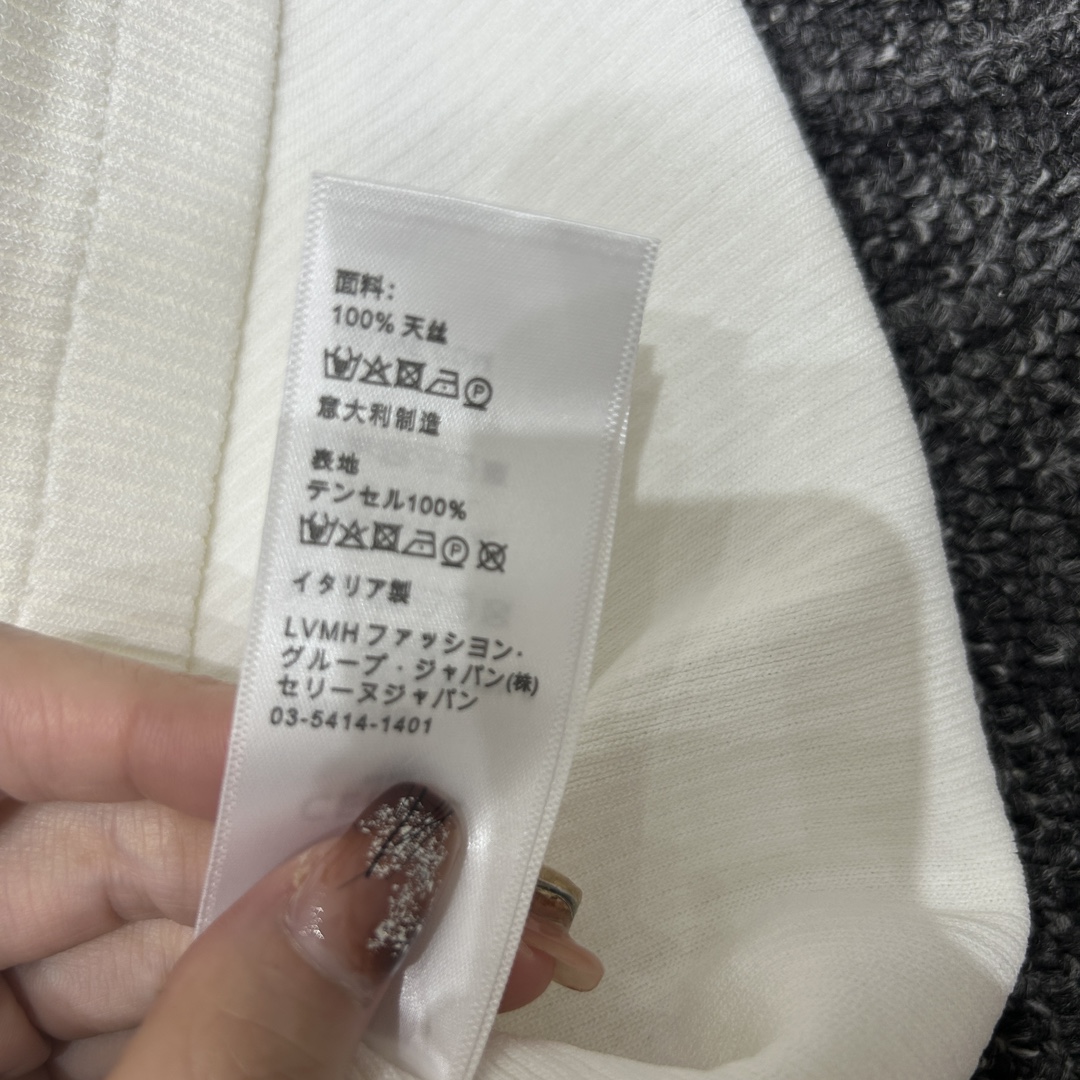 面料:
100% 天丝
P
意大利制造
表地
テンセル100%
P
イタリア製
LVMHファッシヨン・
グループ・ジャパン(株)
セリーヌジャパン
03-5414-1401